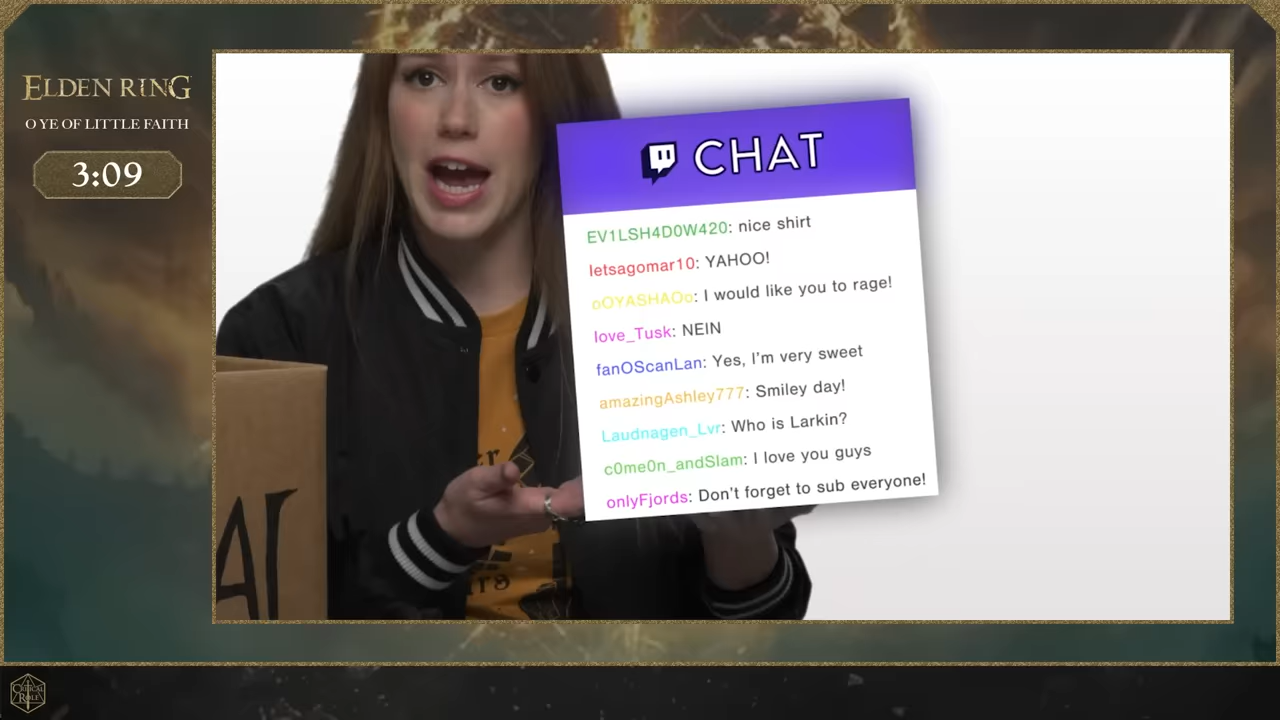 ELDEN RING
O YE OF LITTLE FAITH
3:09
CHAT
EV1LSH4D0W420: nice shirt
letsagomar10: YAHOO!
oOYASHAOo: I would like you to rage!
love_Tusk: NEIN
fanOScanLan: Yes, I'm very sweet
amazingAshley777: Smiley day!
Laudnagen_Lvr: Who is Larkin?
c0me0n_andSlam: I love you guys
onlyFjords: Don't forget to sub everyone!
CRITICAL
ROLE